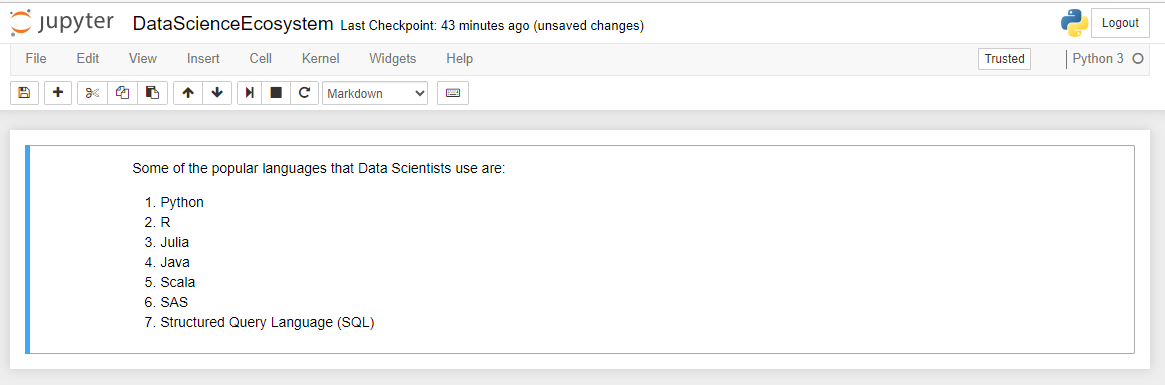 jupyter DataScienceEcosystem Last Checkpoint: 43 minutes ago (unsaved changes) Logout
File Edit View Insert Cell Kernel Widgets Help Trusted Python 3
Markdown
Some of the popular languages that Data Scientists use are:
1. Python
2. R
3. Julia
4. Java
5. Scala
6. SAS
7. Structured Query Language (SQL)